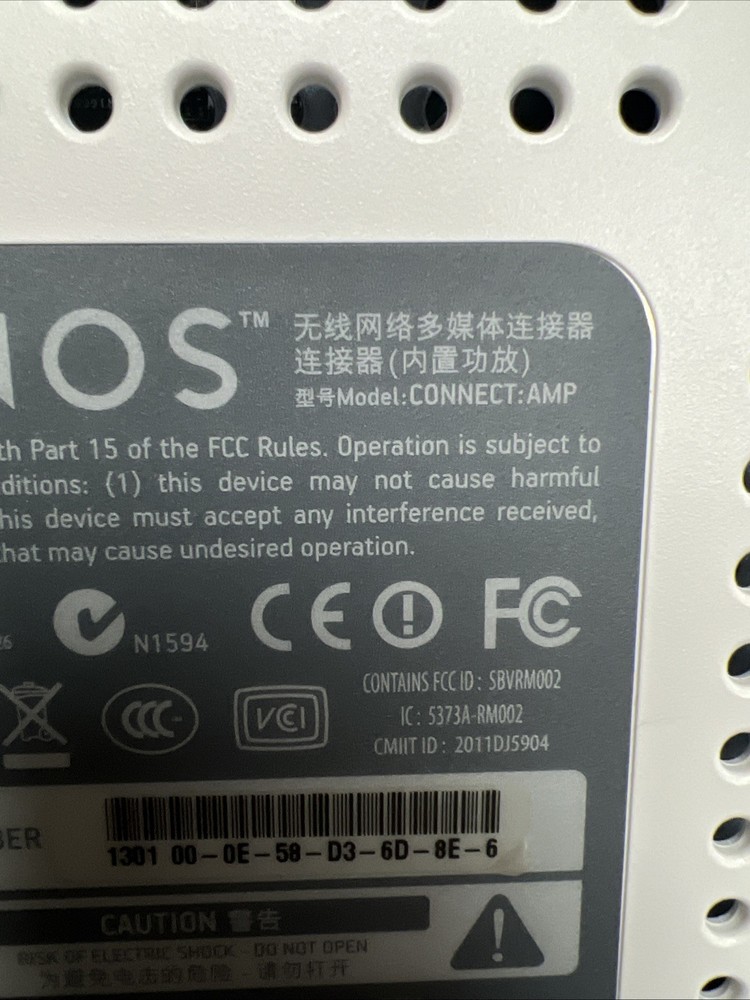 NOS™
无线网络多媒体连接器
连接器(内置功放)
型号Model:CONNECT:AMP
th Part 15 of the FCC Rules. Operation is subject to
ditions: (1) this device may not cause harmful
his device must accept any interference received,
that may cause undesired operation.
N1594
CE FC
CCC
VCCI
CONTAINS FCC ID : SBVRM002
IC : 5373A-RM002
CMIIT ID : 2011DJ5904
BER
1301 00-0E-58-D3-6D-8E-6
CAUTION 警告
RISK OF ELECTRIC SHOCK - DO NOT OPEN
为避免电击的危险 - 请勿打开